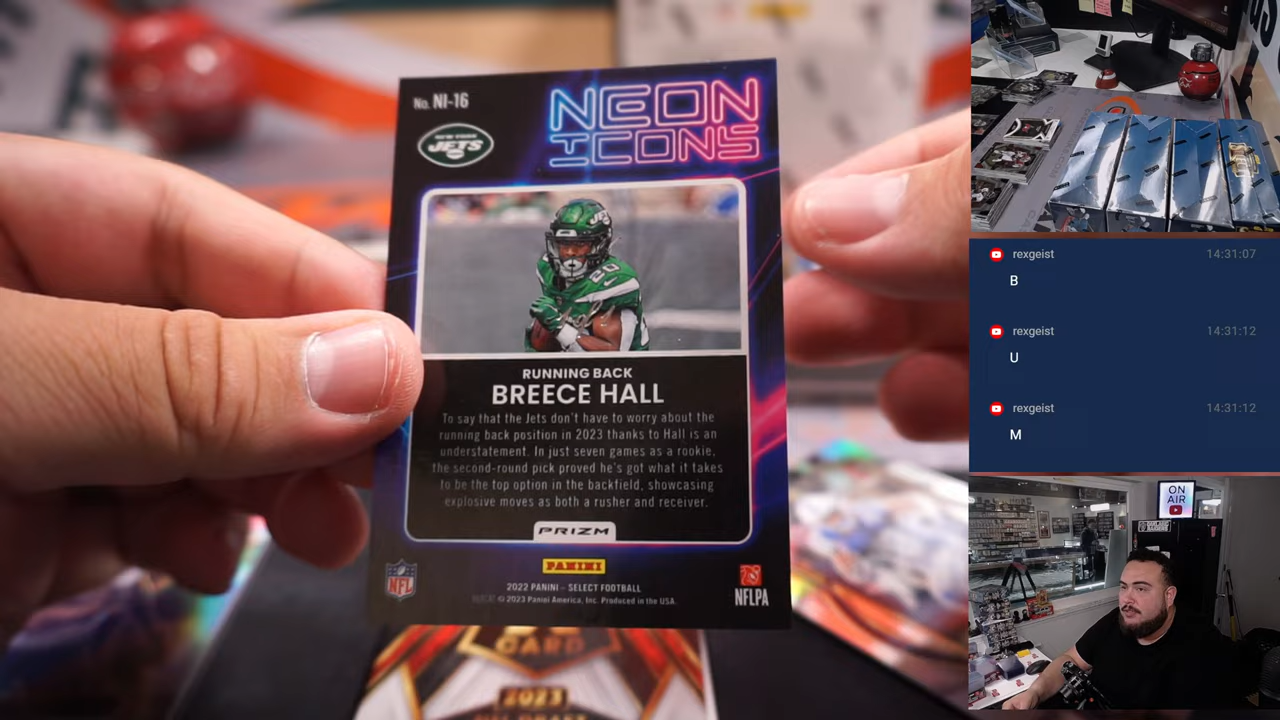 No. NI-16
NEON
ICONS
NEW YORK
JETS
20
RUNNING BACK
BREECE HALL
To say that the Jets don't have to worry about the
running back position in 2023 thanks to Hall is an
understatement. In just seven games as a rookie,
the second-round pick proved he's got what it takes
to be the top option in the backfield, showcasing
explosive moves as both a rusher and receiver.
PRIZM
PANINI
NFL
2022 PANINI – SELECT FOOTBALL
© 2023 Panini America, Inc. Produced in the USA.
NFLPA
CARD
2023
NFL DRAFT
rexgeist 14:31:07
B
rexgeist 14:31:12
U
rexgeist 14:31:12
M
ON
AIR